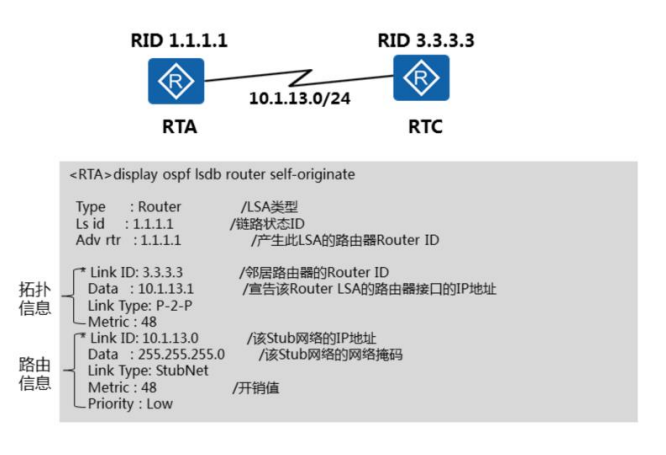 RID 1.1.1.1
RID 3.3.3.3
R
R
10.1.13.0/24
RTA
RTC
<RTA>display ospf lsdb router self-originate
Type : Router /LSA类型
Ls id : 1.1.1.1 /链路状态ID
Adv rtr : 1.1.1.1 /产生此LSA的路由器Router ID
拓扑
信息
* Link ID: 3.3.3.3 /邻居路由器的Router ID
Data : 10.1.13.1 /宣告该Router LSA的路由器接口的IP地址
Link Type: P-2-P
Metric : 48
路由
信息
* Link ID: 10.1.13.0 /该Stub网络的IP地址
Data : 255.255.255.0 /该Stub网络的网络掩码
Link Type: StubNet
Metric : 48 /开销值
Priority : Low